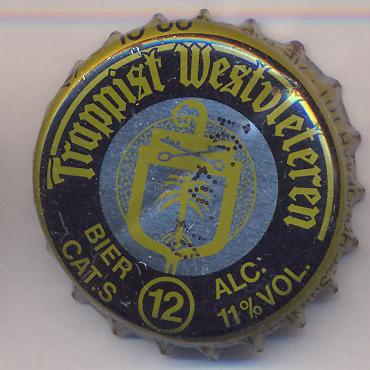 Trappist Westvleteren
BIER
CAT.S
12
ALC.
11% VOL.